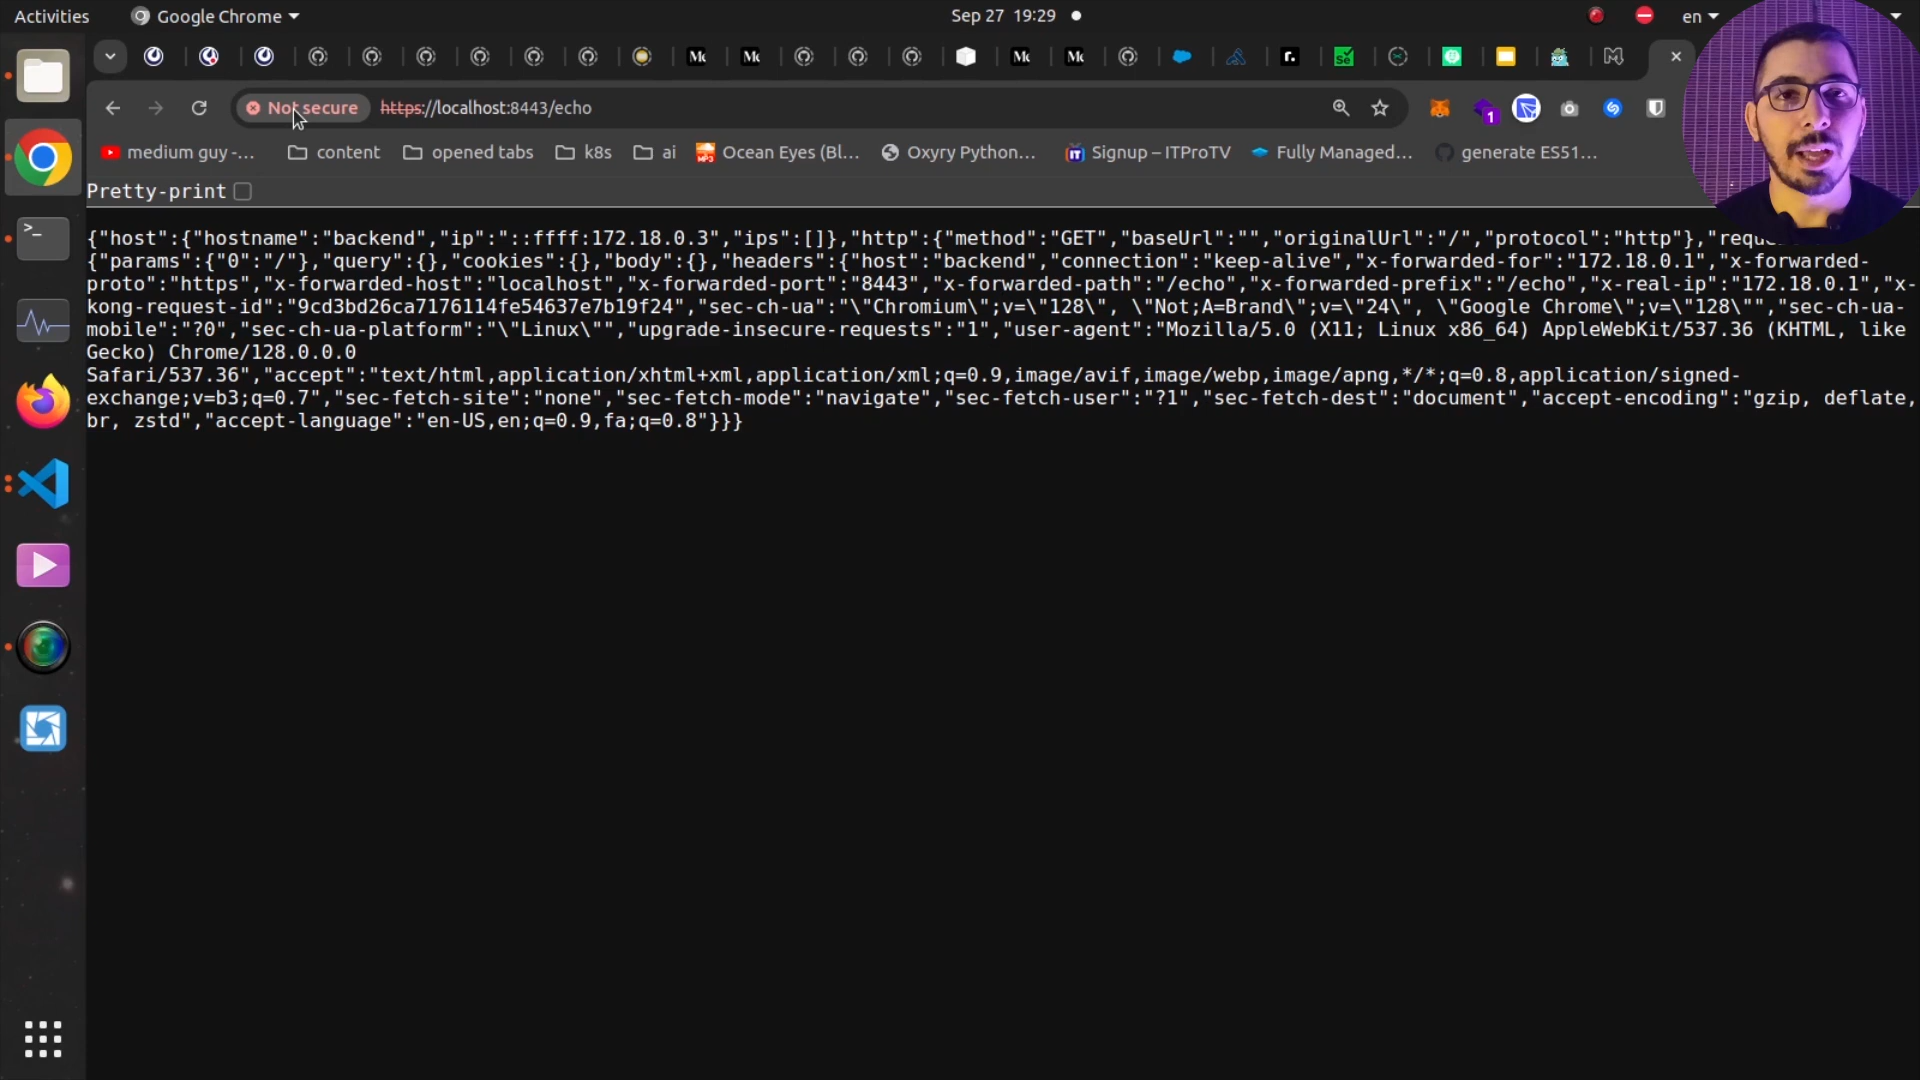 Activities
Google Chrome
Sep 27 19:29
en
Not secure
https://localhost:8443/echo
1
medium guy -...
content
opened tabs
k8s
ai
Ocean Eyes (Bl...
Oxyry Python...
Signup – ITProTV
Fully Managed...
generate ES51...
Pretty-print
{"host":{"hostname":"backend","ip":"::ffff:172.18.0.3","ips":[]},"http":{"method":"GET","baseUrl":"","originalUrl":"/","protocol":"http"},
{"params":{"0":"/"},"query":{},"cookies":{},"body":{},"headers":{"host":"backend","connection":"keep-alive","x-forwarded-for":"172.18.0.1","x-forwarded-
proto":"https","x-forwarded-host":"localhost","x-forwarded-port":"8443","x-forwarded-path":"/echo","x-forwarded-prefix":"/echo","x-real-ip":"172.18.0.1","x-
kong-request-id":"9cd3bd26ca7176114fe54637e7b19f24","sec-ch-ua":"\"Chromium\";v=\"128\", \"Not;A=Brand\";v=\"24\", \"Google Chrome\";v=\"128\"","sec-ch-ua-
mobile":"?0","sec-ch-ua-platform":"\"Linux\"","upgrade-insecure-requests":"1","user-agent":"Mozilla/5.0 (X11; Linux x86_64) AppleWebKit/537.36 (KHTML, like
Gecko) Chrome/128.0.0.0
Safari/537.36","accept":"text/html,application/xhtml+xml,application/xml;q=0.9,image/avif,image/webp,image/apng,*/*;q=0.8,application/signed-
exchange;v=b3;q=0.7","sec-fetch-site":"none","sec-fetch-mode":"navigate","sec-fetch-user":"?1","sec-fetch-dest":"document","accept-encoding":"gzip, deflate,
br, zstd","accept-language":"en-US,en;q=0.9,fa;q=0.8"}}}